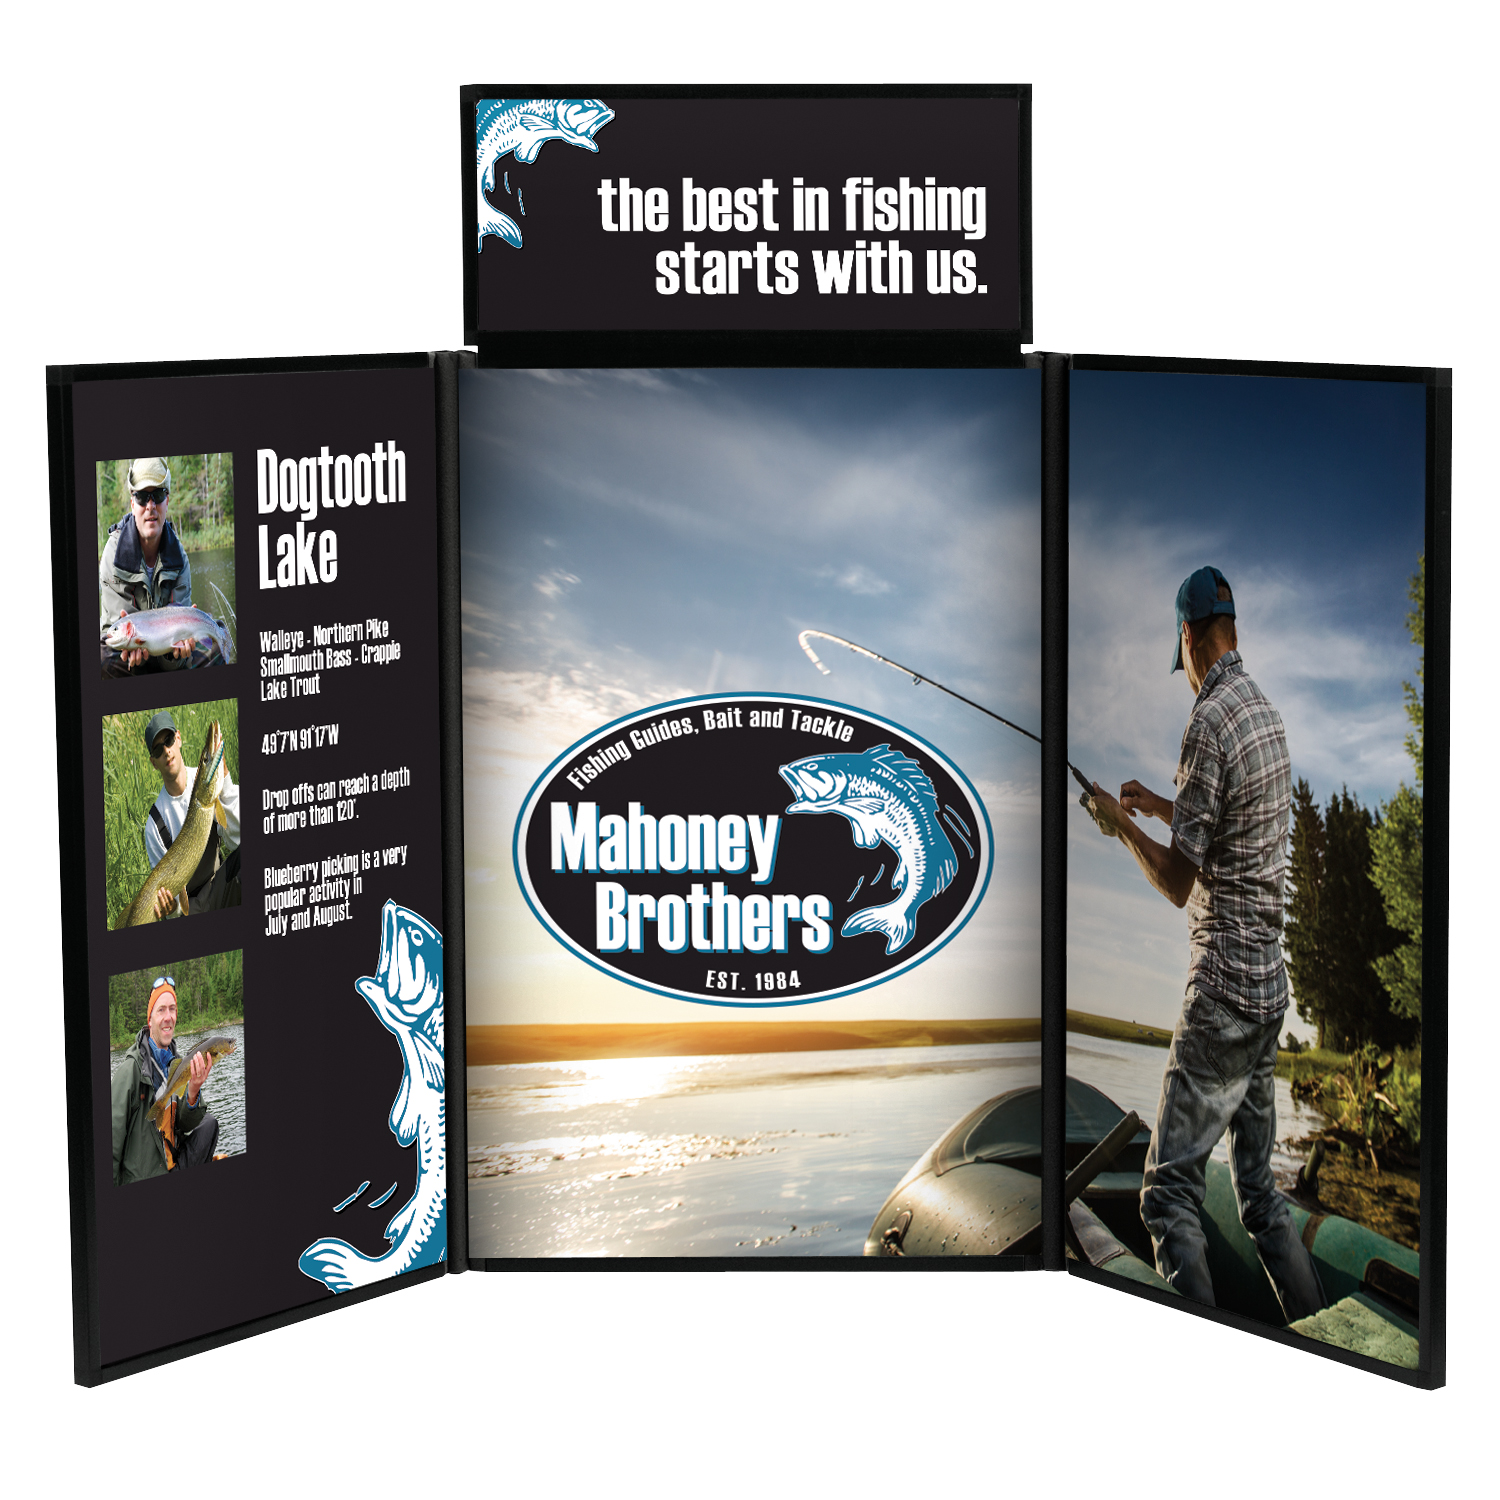 the best in fishing
starts with us.
Dogtooth
Lake
Walleye - Northern Pike
Smallmouth Bass - Crappie
Lake Trout
49°7'N 91°17'W
Drop offs can reach a depth
of more than 120'.
Blueberry picking is a very
popular activity in
July and August.
Fishing Guides, Bait and Tackle
Mahoney
Brothers
EST. 1984